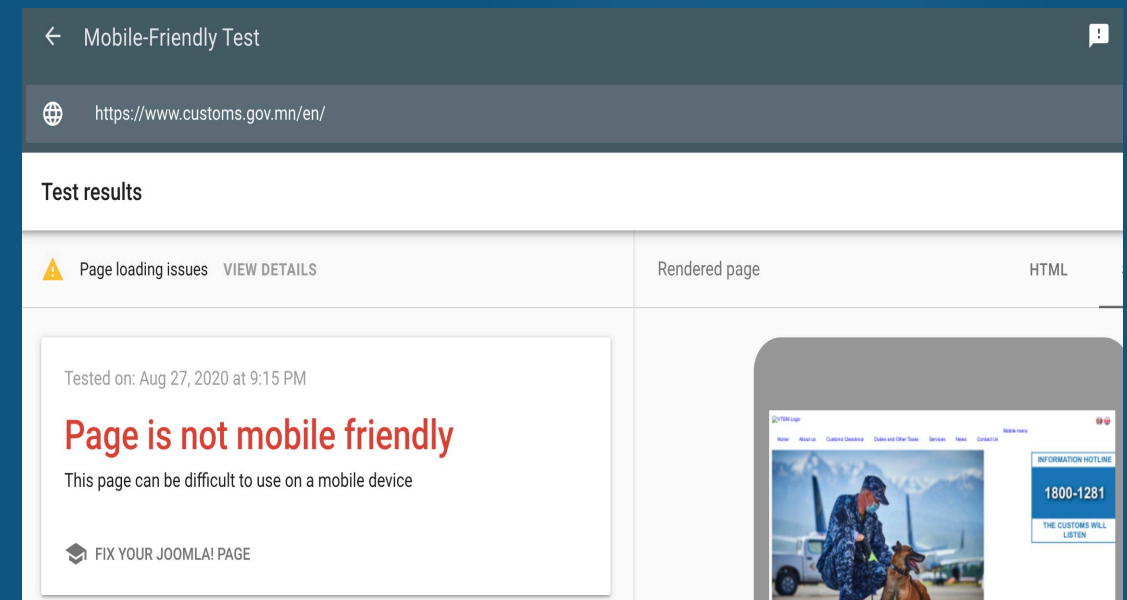 Mobile-Friendly Test
https://www.customs.gov.mn/en/
Test results
Page loading issues VIEW DETAILS
Rendered page HTML
Tested on: Aug 27, 2020 at 9:15 PM
Page is not mobile friendly
This page can be difficult to use on a mobile device
FIX YOUR JOOMLA! PAGE
VTEM Logo
Mobile menu
Home About us Customs Clearance Duties and Other Taxes Services News Contact Us
INFORMATION HOTLINE
1800-1281
THE CUSTOMS WILL
LISTEN